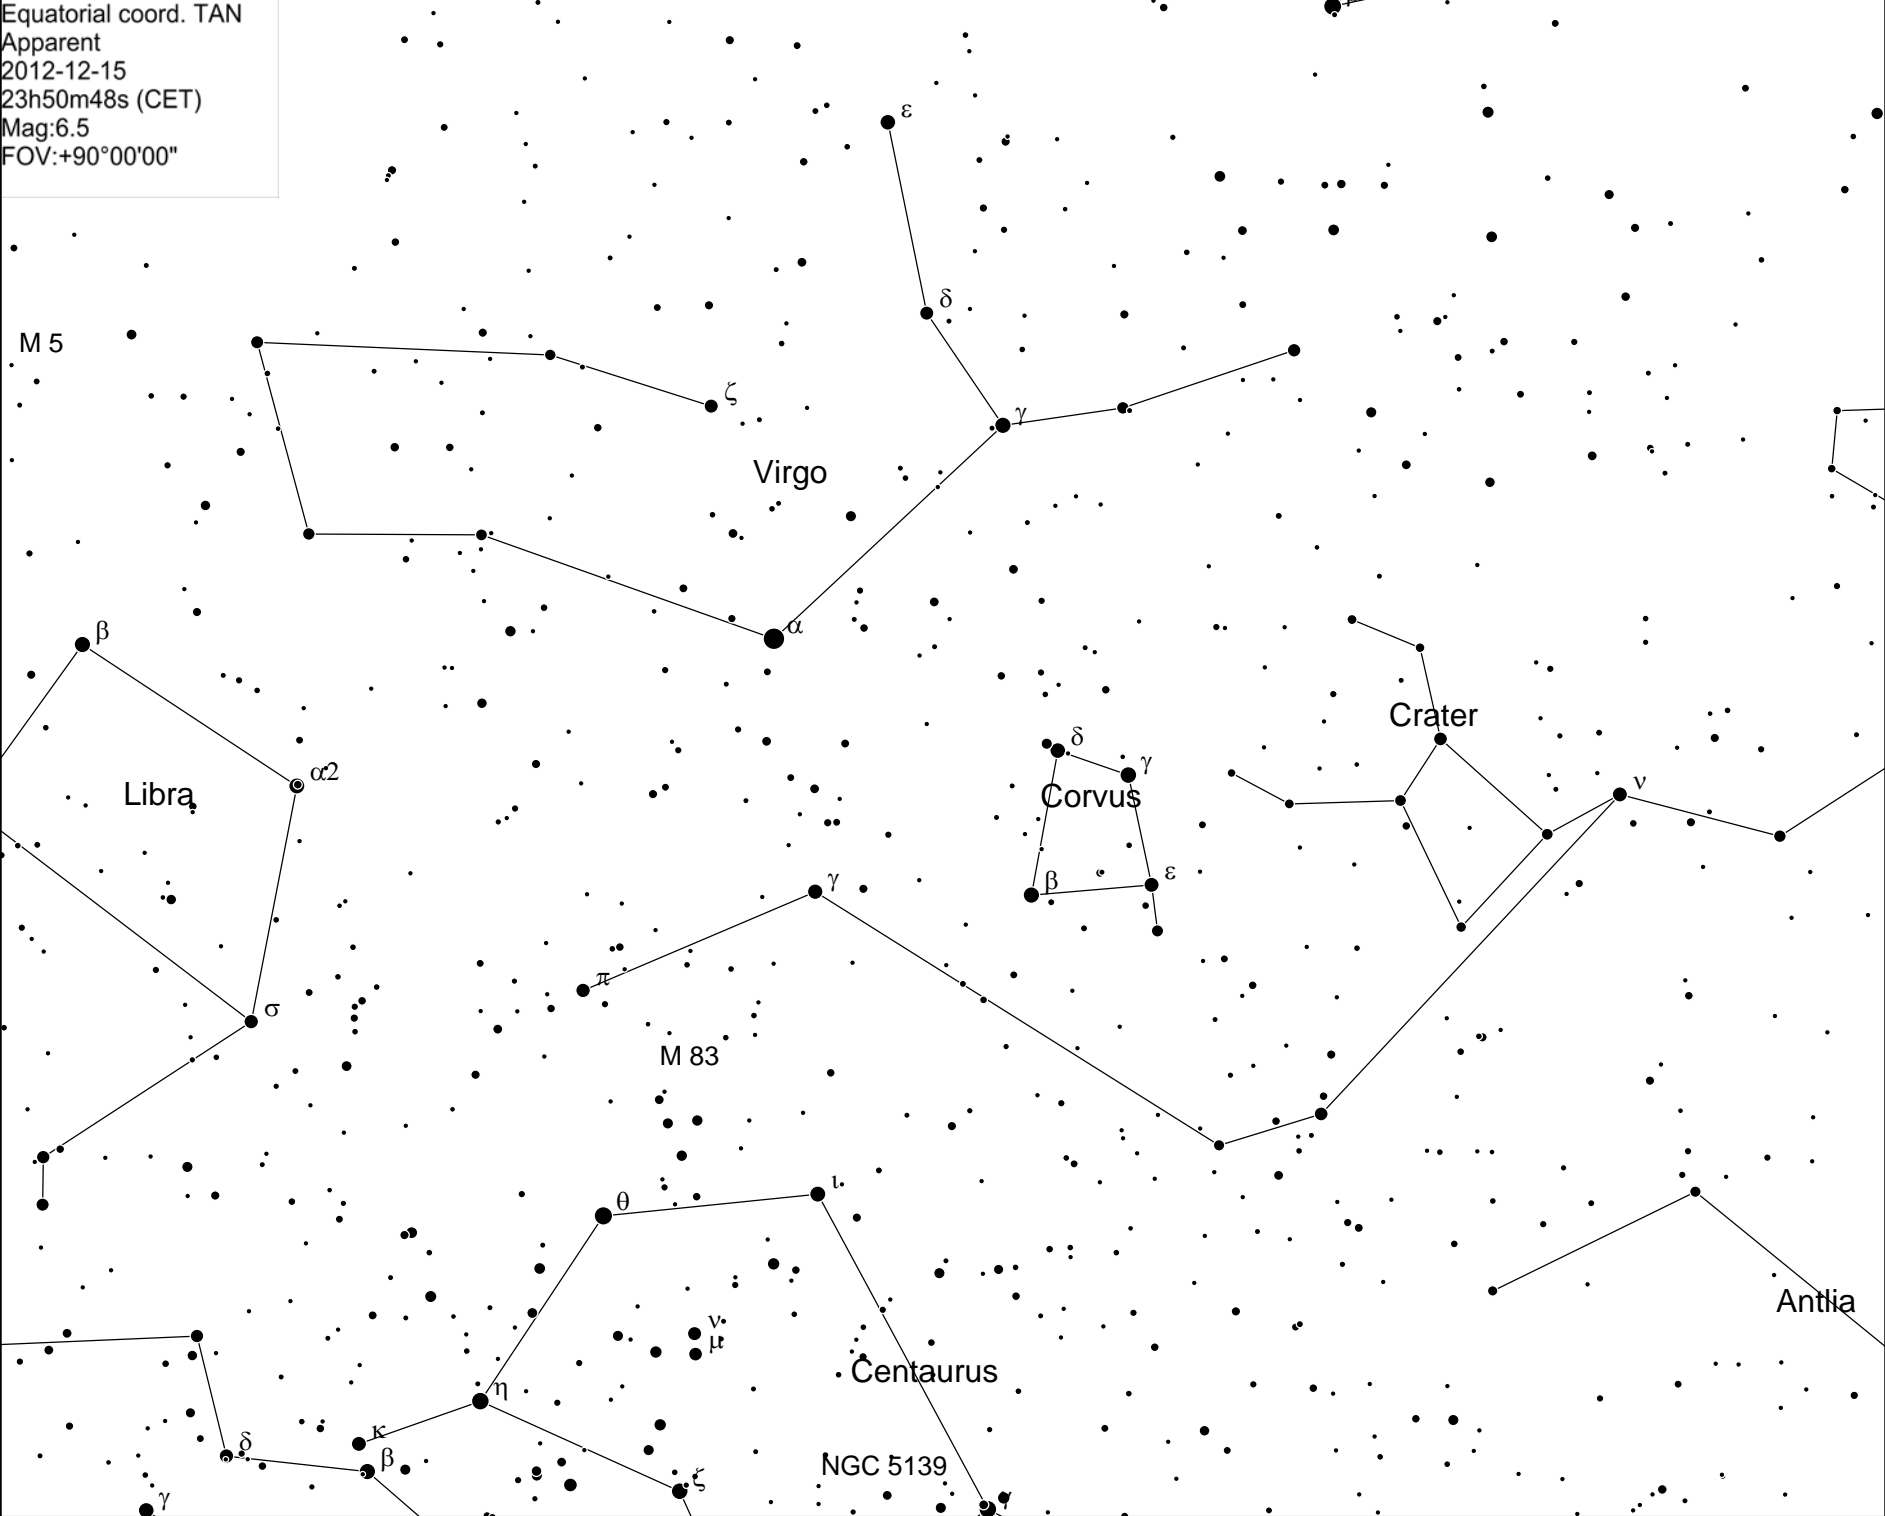 Equatorial coord. TAN
Apparent
2012-12-15
23h50m48s (CET)
Mag:6.5
FOV:+90°00'00"
ε
δ
M 5
ζ
γ
Virgo
α
β
Crater
δ
γ
α2
ν
Libra
Corvus
β
ε
γ
π
σ
M 83
ι
θ
Antlia
ν
μ
Centaurus
η
κ
δ
β
NGC 5139
ζ
γ
γ